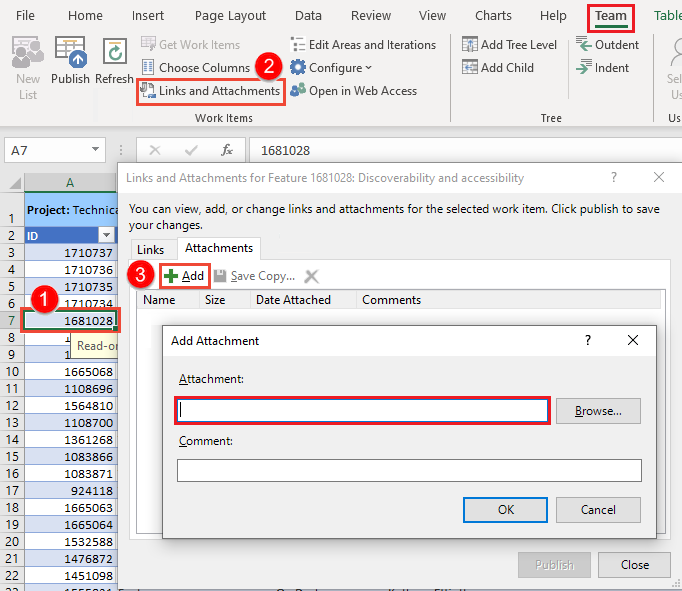 File Home Insert Page Layout Data Review View Charts Help Team Table
Get Work Items
Edit Areas and Iterations
Add Tree Level
Outdent
Choose Columns
2
Configure
Add Child
Indent
New List
Publish
Refresh
Links and Attachments
Open in Web Access
Work Items
Tree
A7
fx
1681028
A
Links and Attachments for Feature 1681028: Discoverability and accessibility
?
1 Project: Technica
You can view, add, or change links and attachments for the selected work item. Click publish to save
your changes.
2 ID
Links Attachments
3 1710737
3 Add Save Copy...
4 1710736
5 1710735
Name Size Date Attached Comments
6 1710734
1
7 1681028
8
Read-on
9
10 1665068
11 1108696
12 1564810
13 1108700
14 1361268
15 1083866
16 1083871
17 924118
18 1665063
19 1665064
20 1532588
21 1476872
22 1451098
Add Attachment
?
Attachment:
Browse...
Comment:
OK Cancel
Publish Close